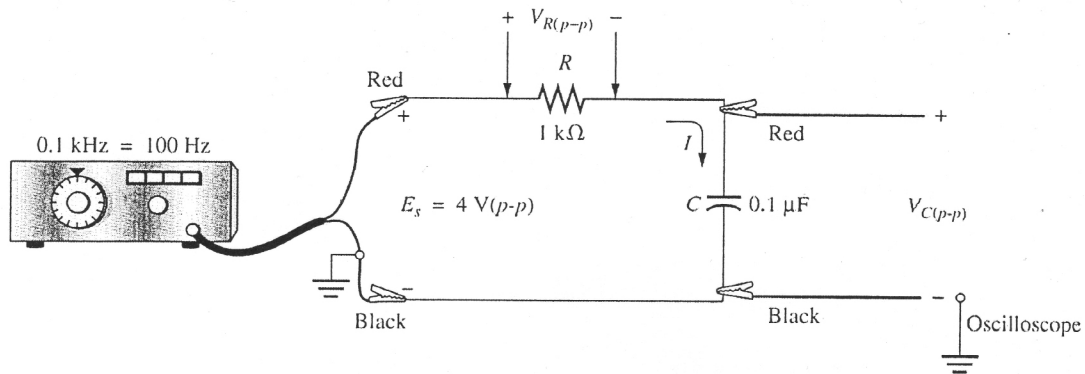 + V_R(p-p) −
R
Red
+
1 kΩ
0.1 kHz = 100 Hz
I
Red
+
E_s = 4 V(p-p)
C
0.1 μF
V_C(p-p)
−
Black
Black
−
Oscilloscope